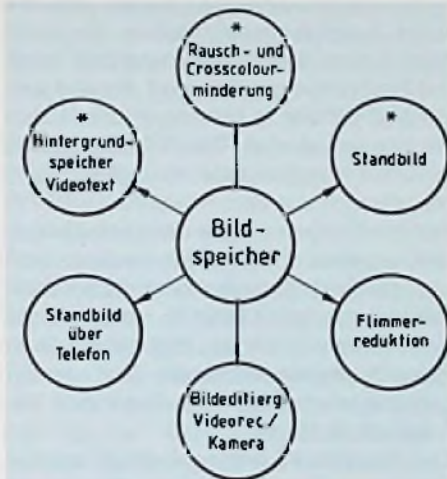 *
Rausch- und
Crosscolour-
minderung
*
Hintergrund-
speicher
Videotext
*
Standbild
Bild-
speicher
Standbild
über
Telefon
Flimmer-
reduktion
Bildeditierg
Videorec/
Kamera